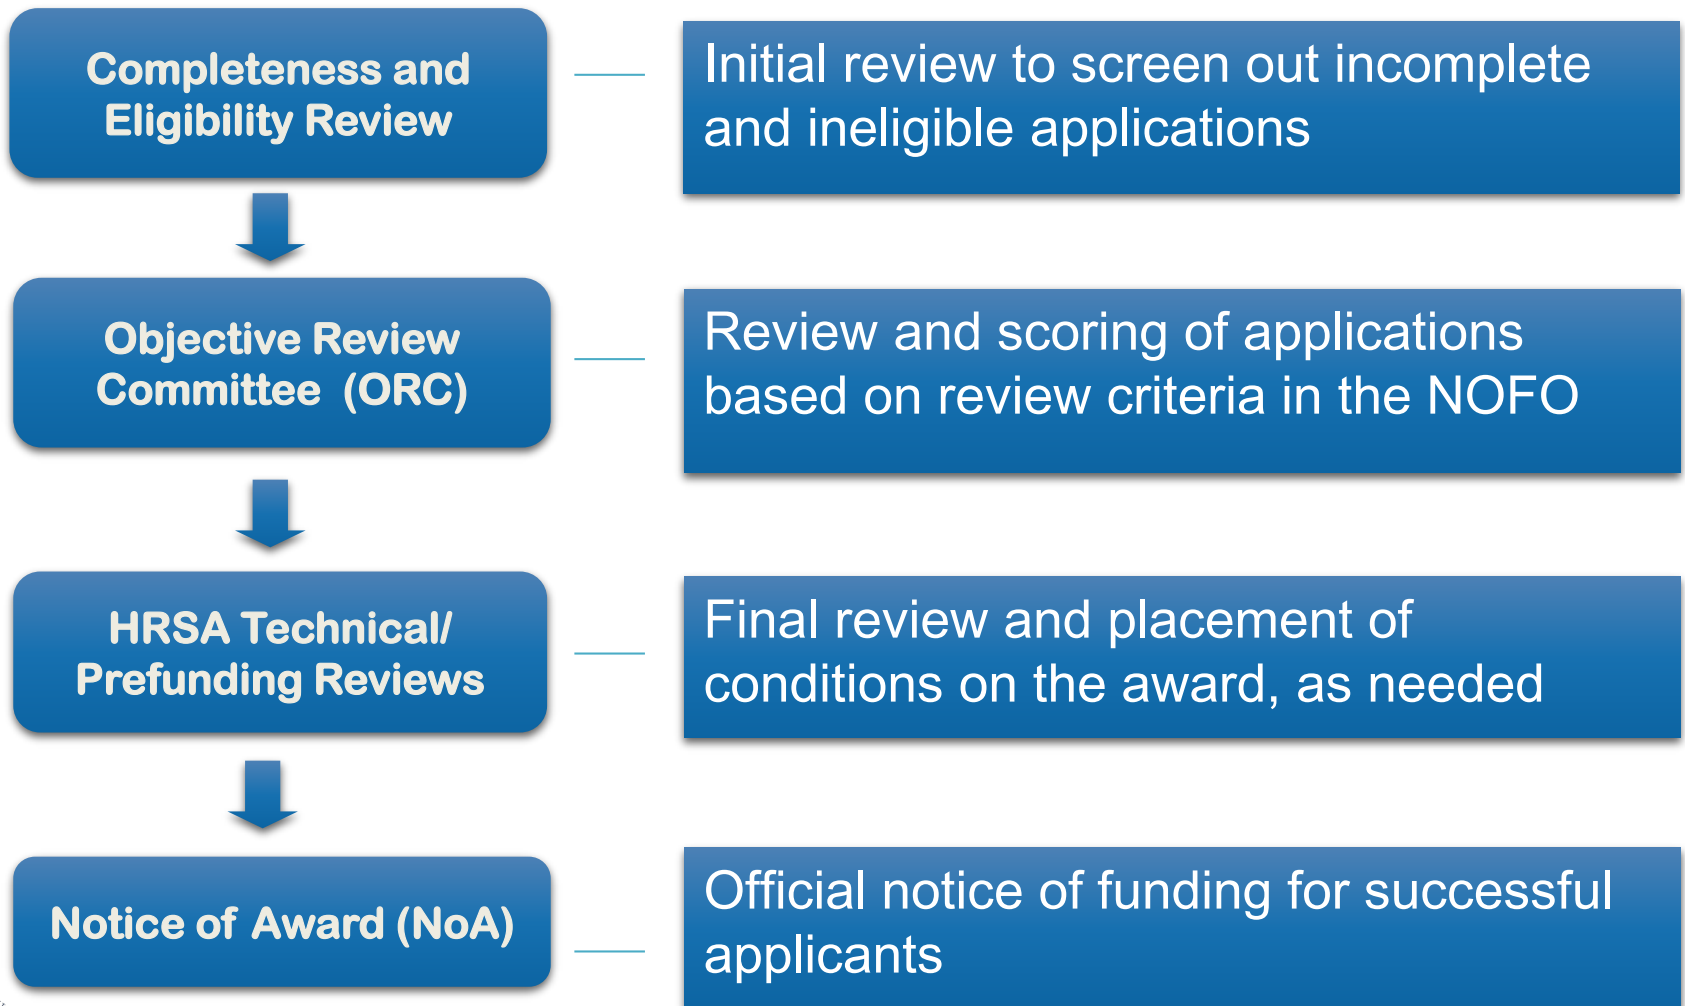 Completeness and
Eligibility Review
Initial review to screen out incomplete
and ineligible applications
Objective Review
Committee (ORC)
Review and scoring of applications
based on review criteria in the NOFO
HRSA Technical/
Prefunding Reviews
Final review and placement of
conditions on the award, as needed
Notice of Award (NoA)
Official notice of funding for successful
applicants